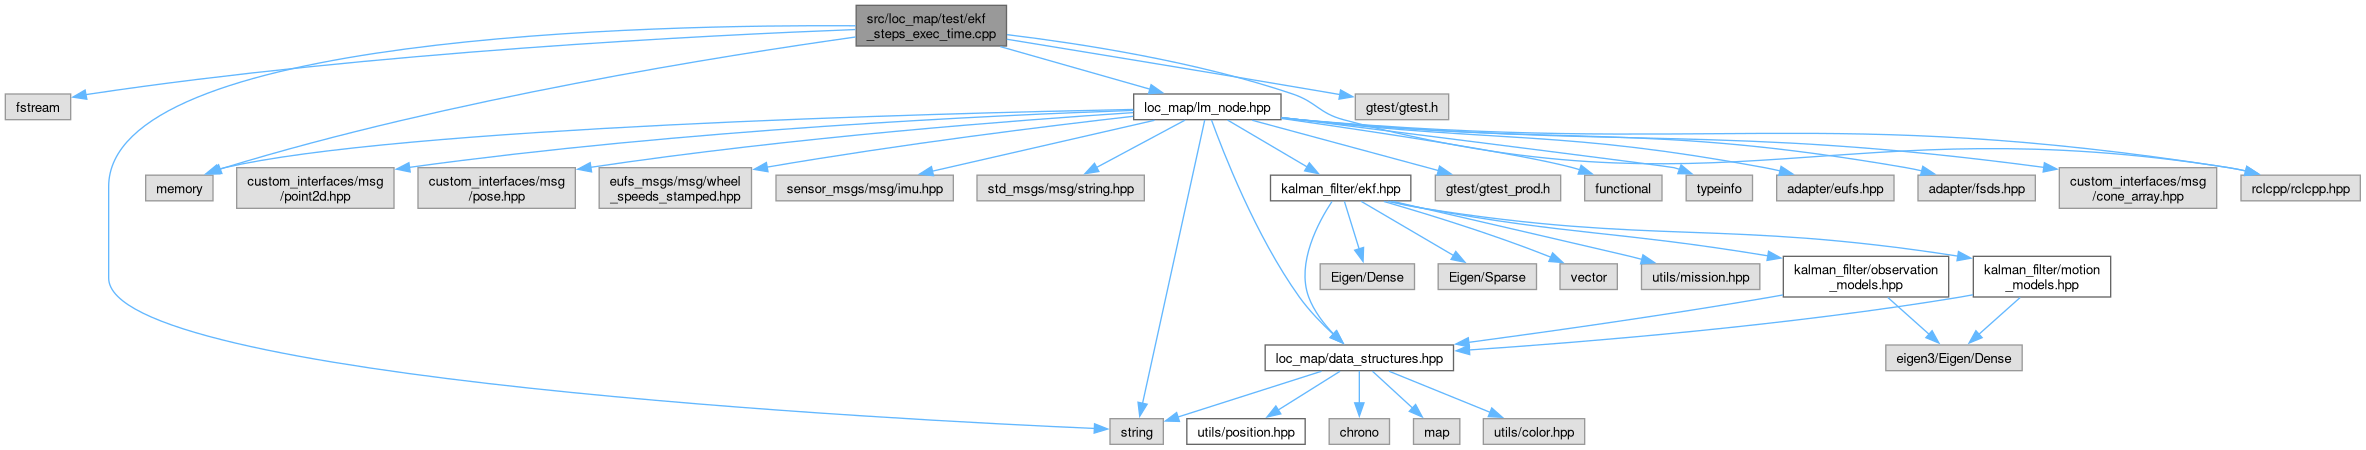 src/loc_map/test/ekf
_steps_exec_time.cpp
fstream
loc_map/lm_node.hpp
gtest/gtest.h
memory
custom_interfaces/msg
/point2d.hpp
custom_interfaces/msg
/pose.hpp
eufs_msgs/msg/wheel
_speeds_stamped.hpp
sensor_msgs/msg/imu.hpp
std_msgs/msg/string.hpp
kalman_filter/ekf.hpp
gtest/gtest_prod.h
functional
typeinfo
adapter/eufs.hpp
adapter/fsds.hpp
custom_interfaces/msg
/cone_array.hpp
rclcpp/rclcpp.hpp
Eigen/Dense
Eigen/Sparse
vector
utils/mission.hpp
kalman_filter/observation
_models.hpp
kalman_filter/motion
_models.hpp
loc_map/data_structures.hpp
eigen3/Eigen/Dense
string
utils/position.hpp
chrono
map
utils/color.hpp